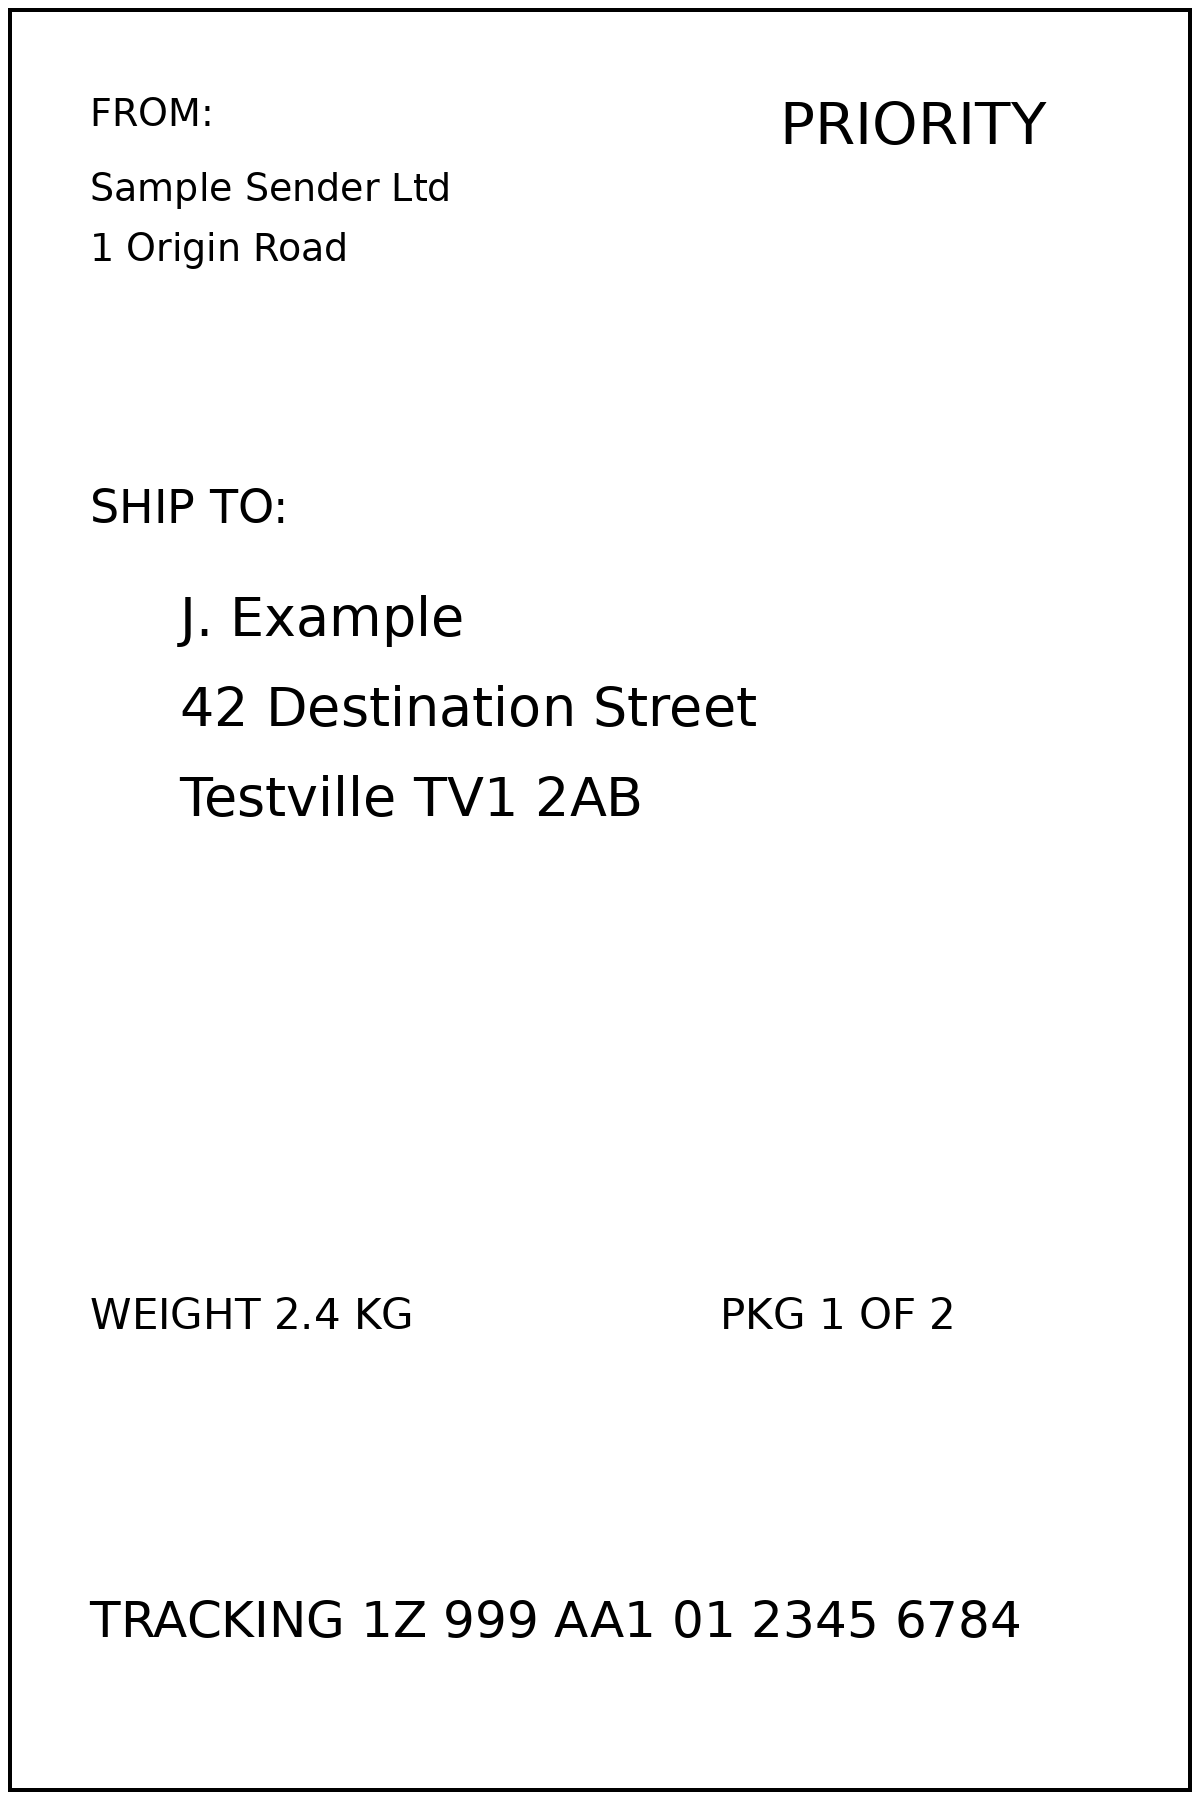 FROM:
PRIORITY
Sample Sender Ltd
1 Origin Road
SHIP TO:
J. Example
42 Destination Street
Testville TV1 2AB
WEIGHT 2.4 KG
PKG 1 OF 2
TRACKING 1Z 999 AA1 01 2345 6784